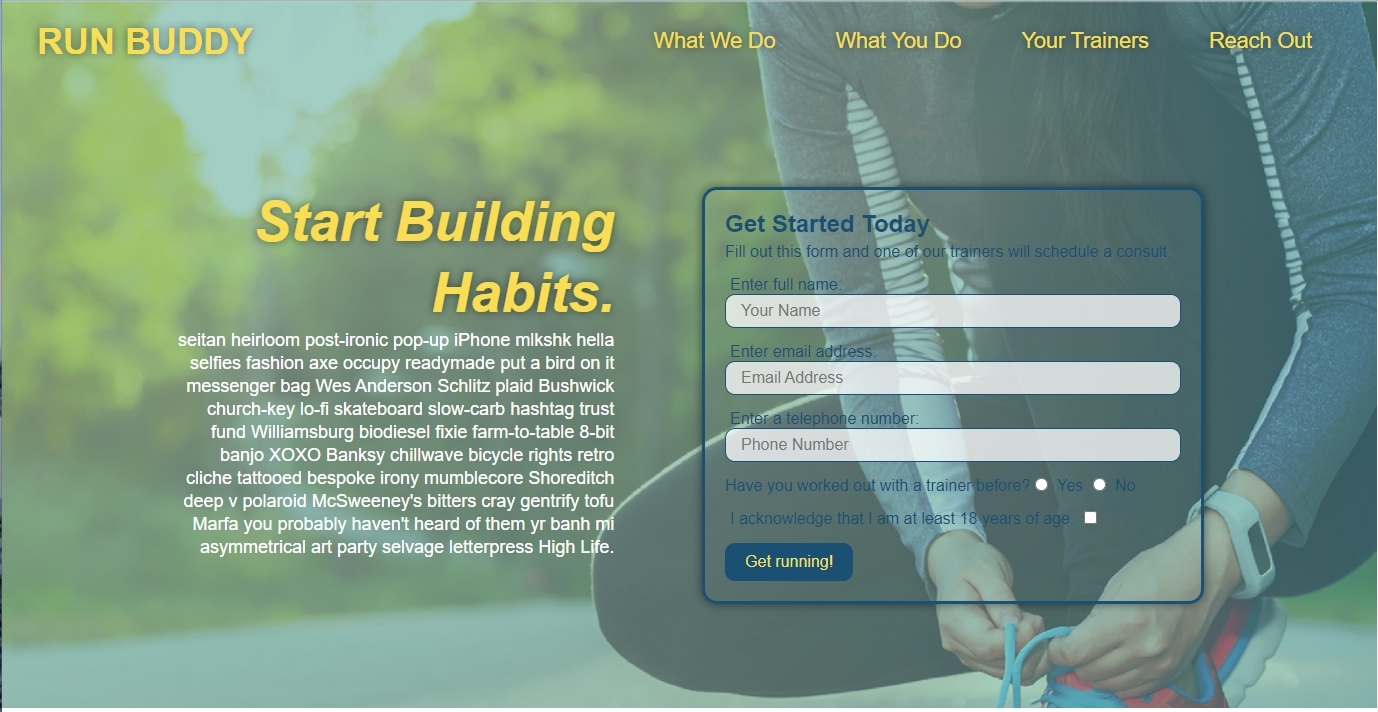 RUN BUDDY
What We Do
What You Do
Your Trainers
Reach Out
Start Building
Habits.
seitan heirloom post-ironic pop-up iPhone mlkshk hella
selfies fashion axe occupy readymade put a bird on it
messenger bag Wes Anderson Schlitz plaid Bushwick
church-key lo-fi skateboard slow-carb hashtag trust
fund Williamsburg biodiesel fixie farm-to-table 8-bit
banjo XOXO Banksy chillwave bicycle rights retro
cliche tattooed bespoke irony mumblecore Shoreditch
deep v polaroid McSweeney's bitters cray gentrify tofu
Marfa you probably haven't heard of them yr banh mi
asymmetrical art party selvage letterpress High Life.
Get Started Today
Fill out this form and one of our trainers will schedule a consult.
Enter full name:
Your Name
Enter email address:
Email Address
Enter a telephone number:
Phone Number
Have you worked out with a trainer before? Yes No
I acknowledge that I am at least 18 years of age.
Get running!